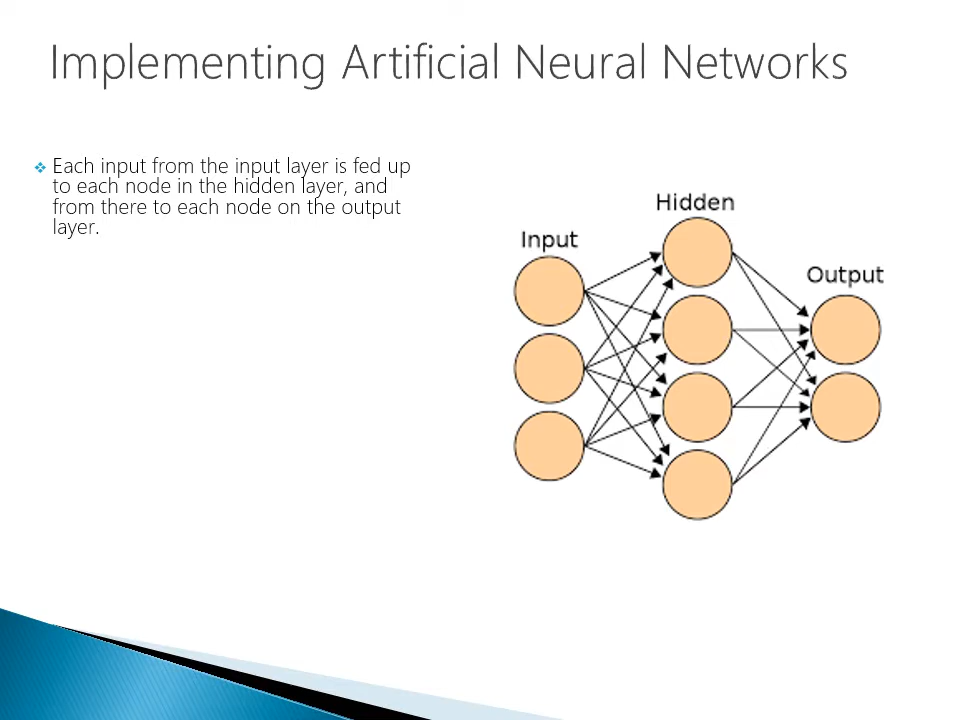 Implementing Artificial Neural Networks
Each input from the input layer is fed up
to each node in the hidden layer, and
from there to each node on the output
layer.
Hidden
Input
Output